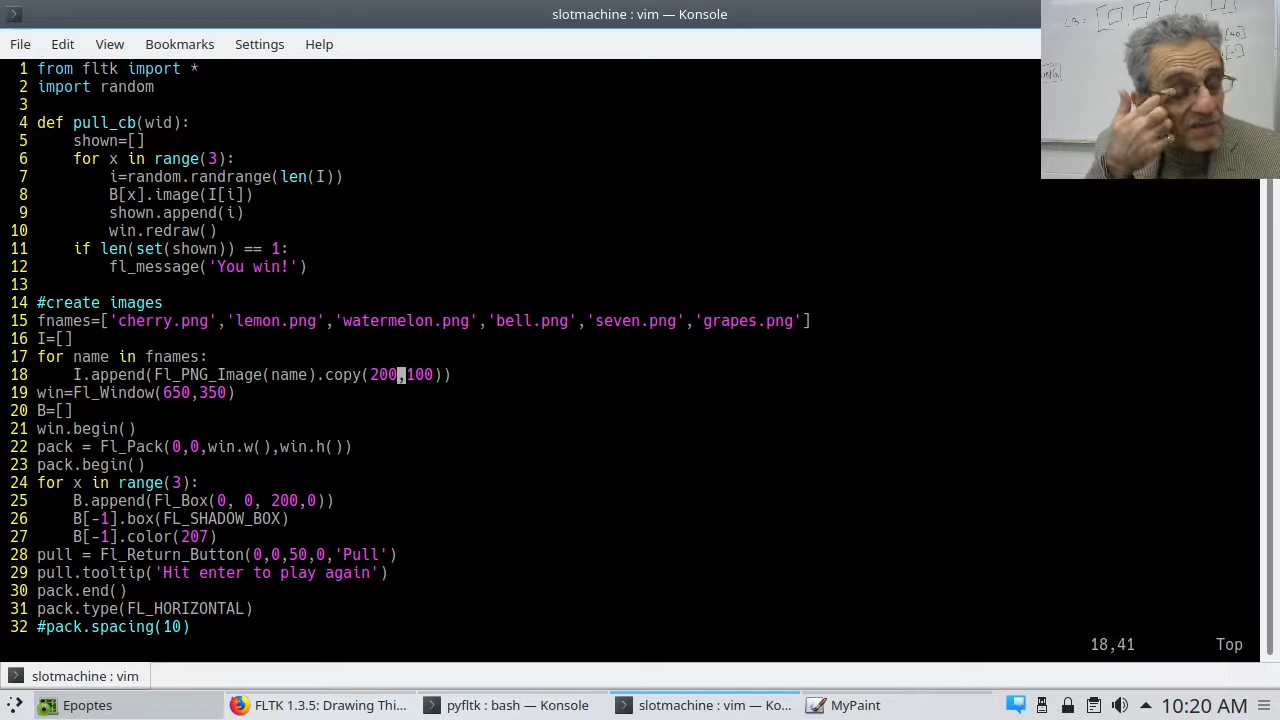 slotmachine : vim — Konsole
File Edit View Bookmarks Settings Help
1 from fltk import *
2 import random
3
4 def pull_cb(wid):
5 shown=[]
6 for x in range(3):
7 i=random.randrange(len(I))
8 B[x].image(I[i])
9 shown.append(i)
10 win.redraw()
11 if len(set(shown)) == 1:
12 fl_message('You win!')
13
14 #create images
15 fnames=['cherry.png','lemon.png','watermelon.png','bell.png','seven.png','grapes.png']
16 I=[]
17 for name in fnames:
18 I.append(Fl_PNG_Image(name).copy(200,100))
19 win=Fl_Window(650,350)
20 B=[]
21 win.begin()
22 pack = Fl_Pack(0,0,win.w(),win.h())
23 pack.begin()
24 for x in range(3):
25 B.append(Fl_Box(0, 0, 200,0))
26 B[-1].box(FL_SHADOW_BOX)
27 B[-1].color(207)
28 pull = Fl_Return_Button(0,0,50,0,'Pull')
29 pull.tooltip('Hit enter to play again')
30 pack.end()
31 pack.type(FL_HORIZONTAL)
32 #pack.spacing(10)
18,41 Top
slotmachine : vim
Epoptes FLTK 1.3.5: Drawing Thi... pyfltk : bash — Konsole slotmachine : vim — Ko... MyPaint 10:20 AM